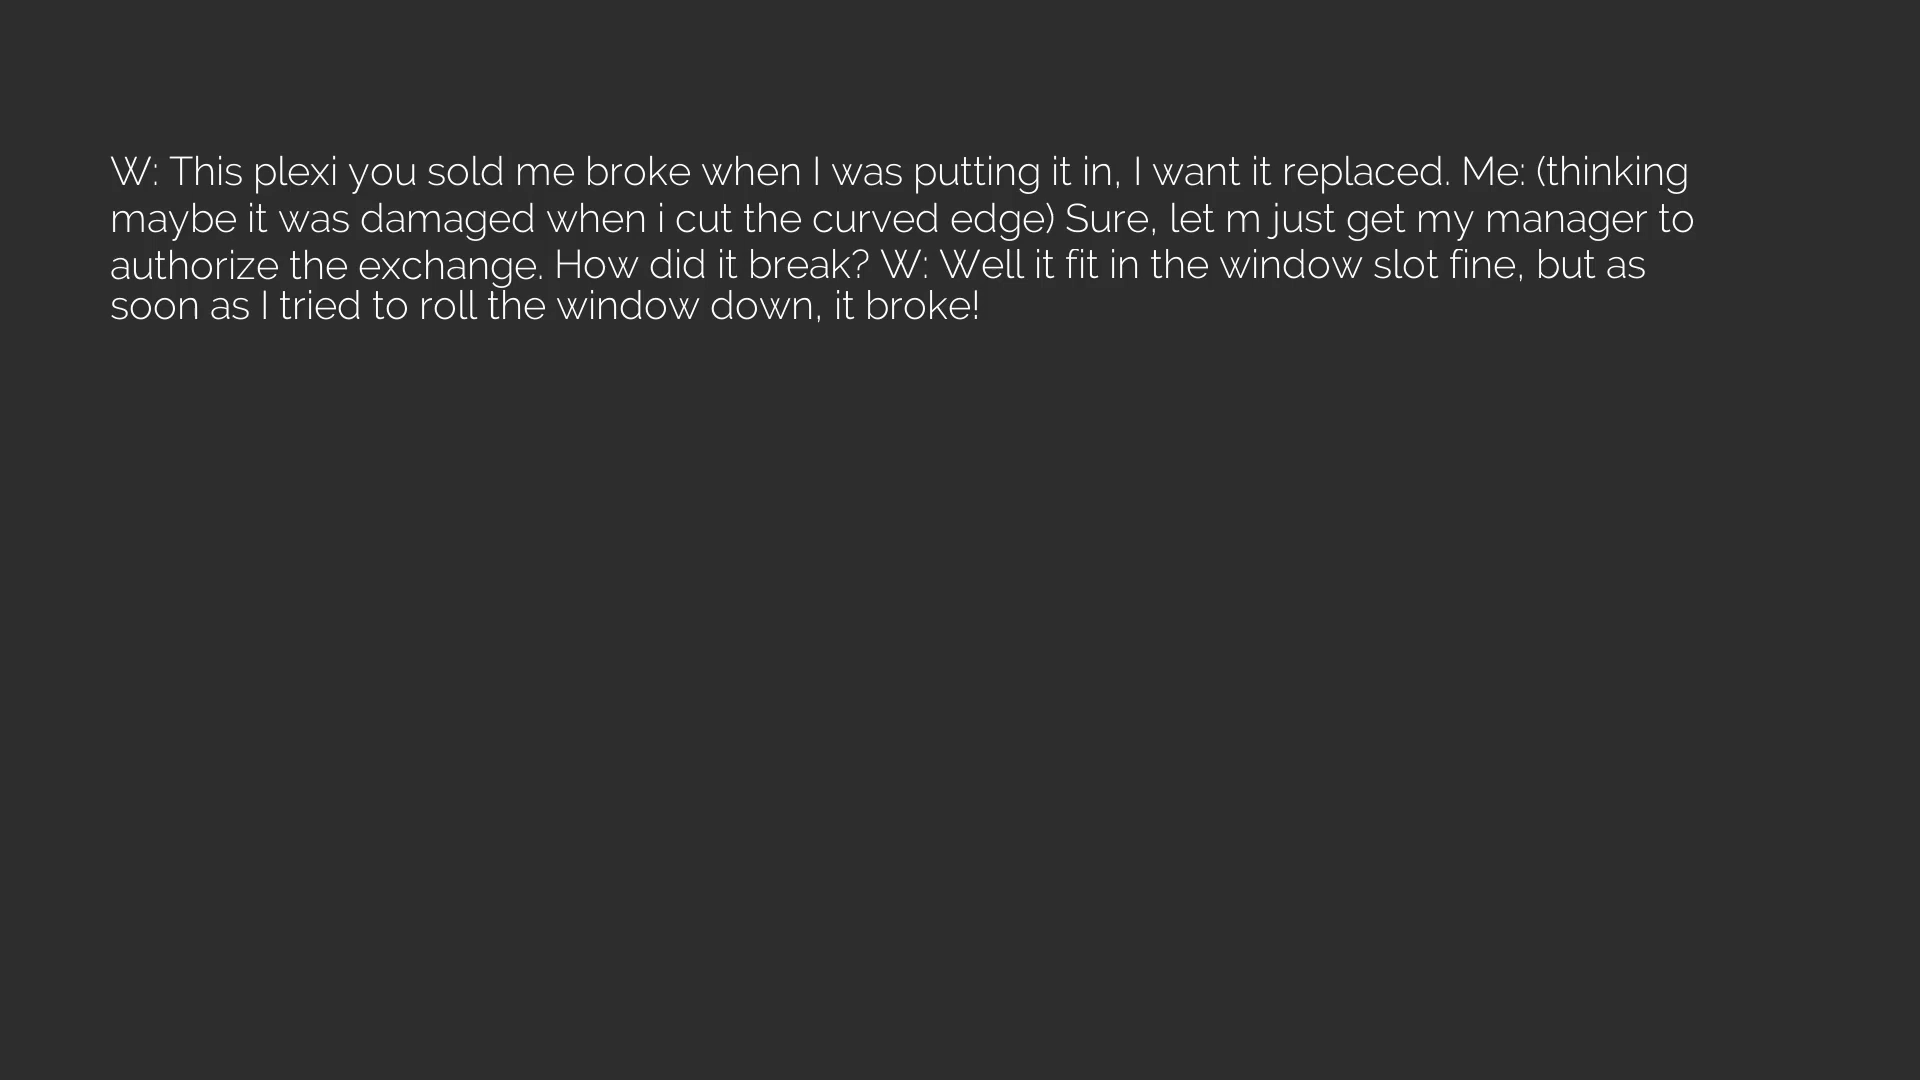 W: This plexi you sold me broke when I was putting it in, I want it replaced. Me: (thinking
maybe it was damaged when i cut the curved edge) Sure, let m just get my manager to
authorize the exchange. How did it break? W: Well it fit in the window slot fine, but as
soon as I tried to roll the window down, it broke!